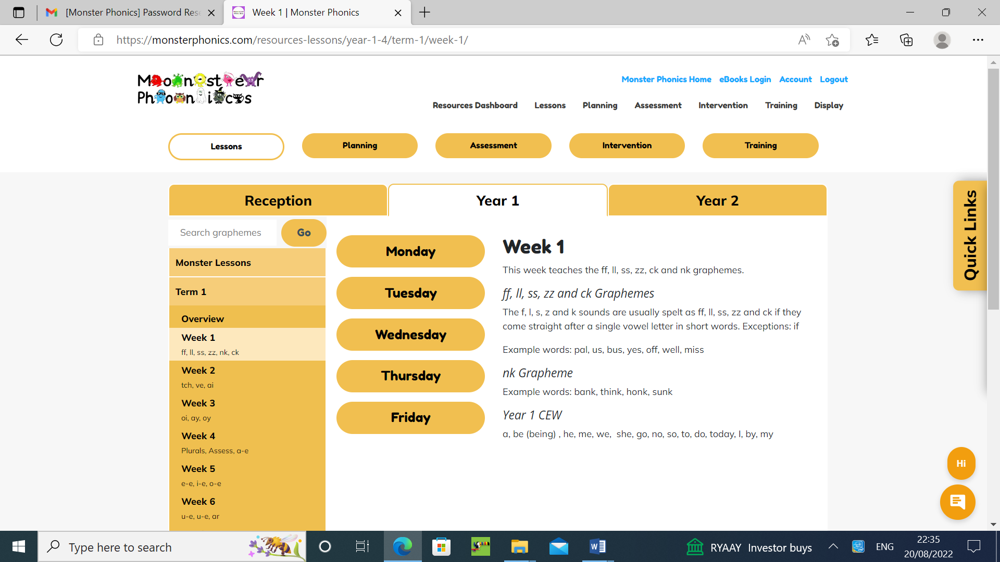 [Monster Phonics] Password Rese
Week 1 | Monster Phonics
https://monsterphonics.com/resources-lessons/year-1-4/term-1/week-1/
Monster
Phonics
Monster Phonics Home eBooks Login Account Logout
Resources Dashboard Lessons Planning Assessment Intervention Training Display
Lessons Planning Assessment Intervention Training
Reception Year 1 Year 2
Quick Links
Search graphemes Go
Monster Lessons
Term 1
Overview
Week 1
ff, ll, ss, zz, nk, ck
Week 2
tch, ve, ai
Week 3
oi, ay, oy
Week 4
Plurals, Assess, a-e
Week 5
e-e, i-e, o-e
Week 6
u-e, u-e, ar
Monday
Tuesday
Wednesday
Thursday
Friday
Week 1
This week teaches the ff, ll, ss, zz, ck and nk graphemes.
ff, ll, ss, zz and ck Graphemes
The f, l, s, z and k sounds are usually spelt as ff, ll, ss, zz and ck if they
come straight after a single vowel letter in short words. Exceptions: if
Example words: pal, us, bus, yes, off, well, miss
nk Grapheme
Example words: bank, think, honk, sunk
Year 1 CEW
a, be (being) , he, me, we, she, go, no, so, to, do, today, I, by, my
Hi
Type here to search
RYAAY Investor buys
ENG
22:35
20/08/2022